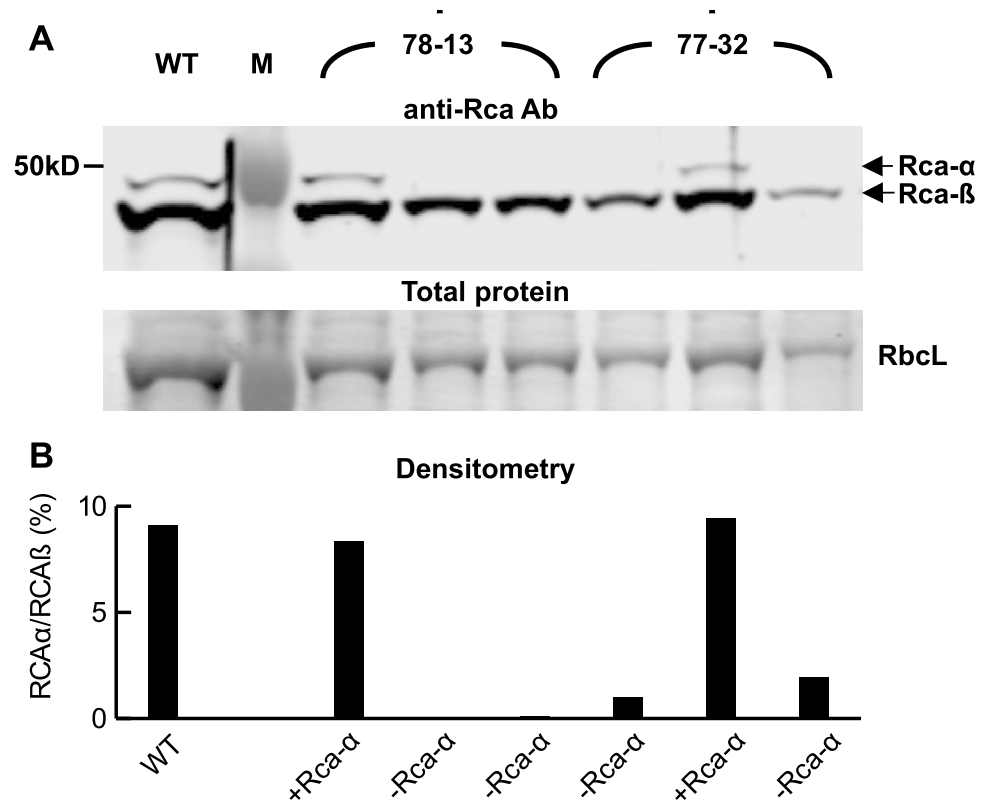 - -
A
78-13 77-32
WT M
anti-Rca Ab
50kD Rca-α
Rca-ß
Total protein
RbcL
B
Densitometry
RCAα/RCAß (%)
10
5
0
WT +Rca-α -Rca-α -Rca-α -Rca-α +Rca-α -Rca-α